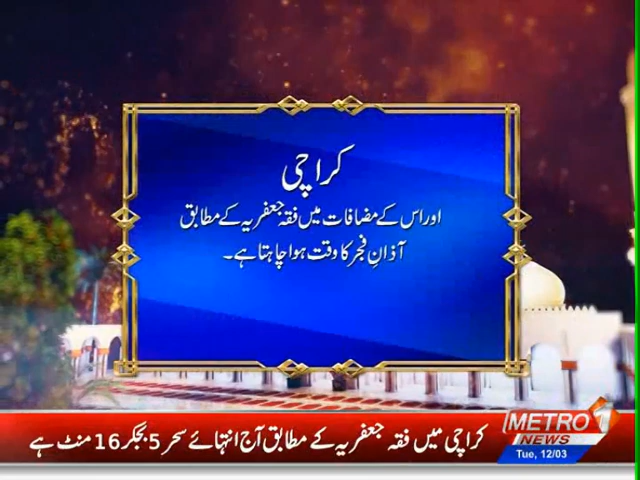 کراچی
اور اس کے مضافات میں فقہ جعفریہ کے مطابق
آذانِ فجر کا وقت ہوا چاہتا ہے۔
کراچی میں فقہ جعفریہ کے مطابق آج انتہائے سحر 5 بجکر 16 منٹ ہے
METRO 1
NEWS
Tue, 12/03